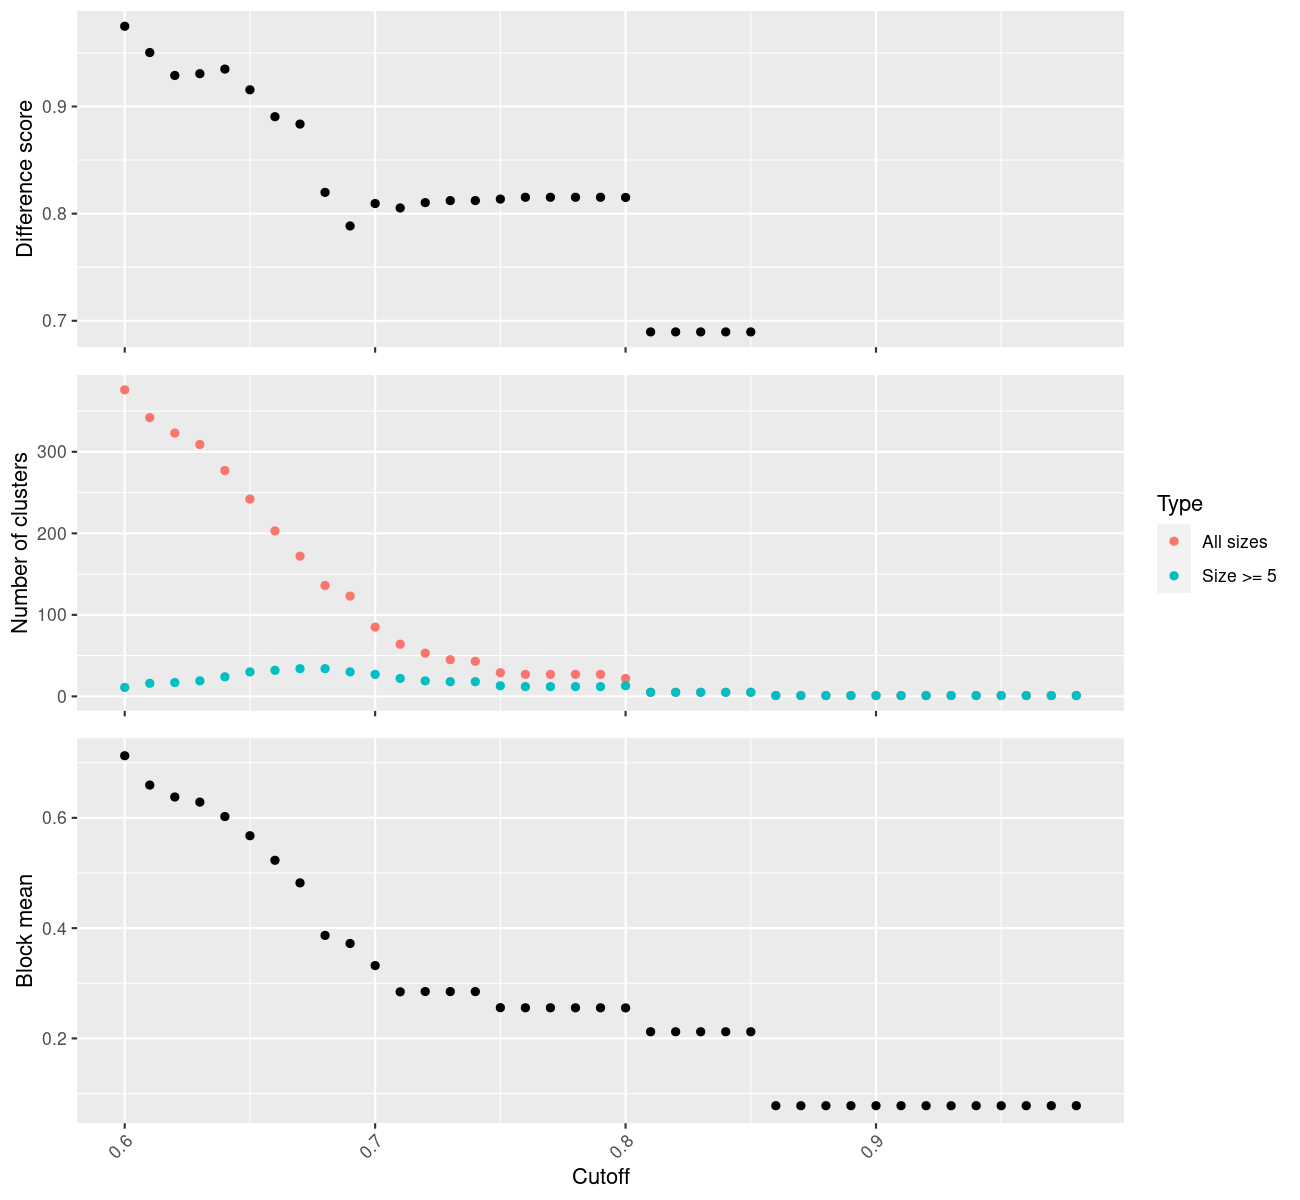 Difference score
0.9
0.8
0.7
Number of clusters
300
200
100
0
Type
All sizes
Size >= 5
Block mean
0.6
0.4
0.2
0.6
0.7
0.8
0.9
Cutoff